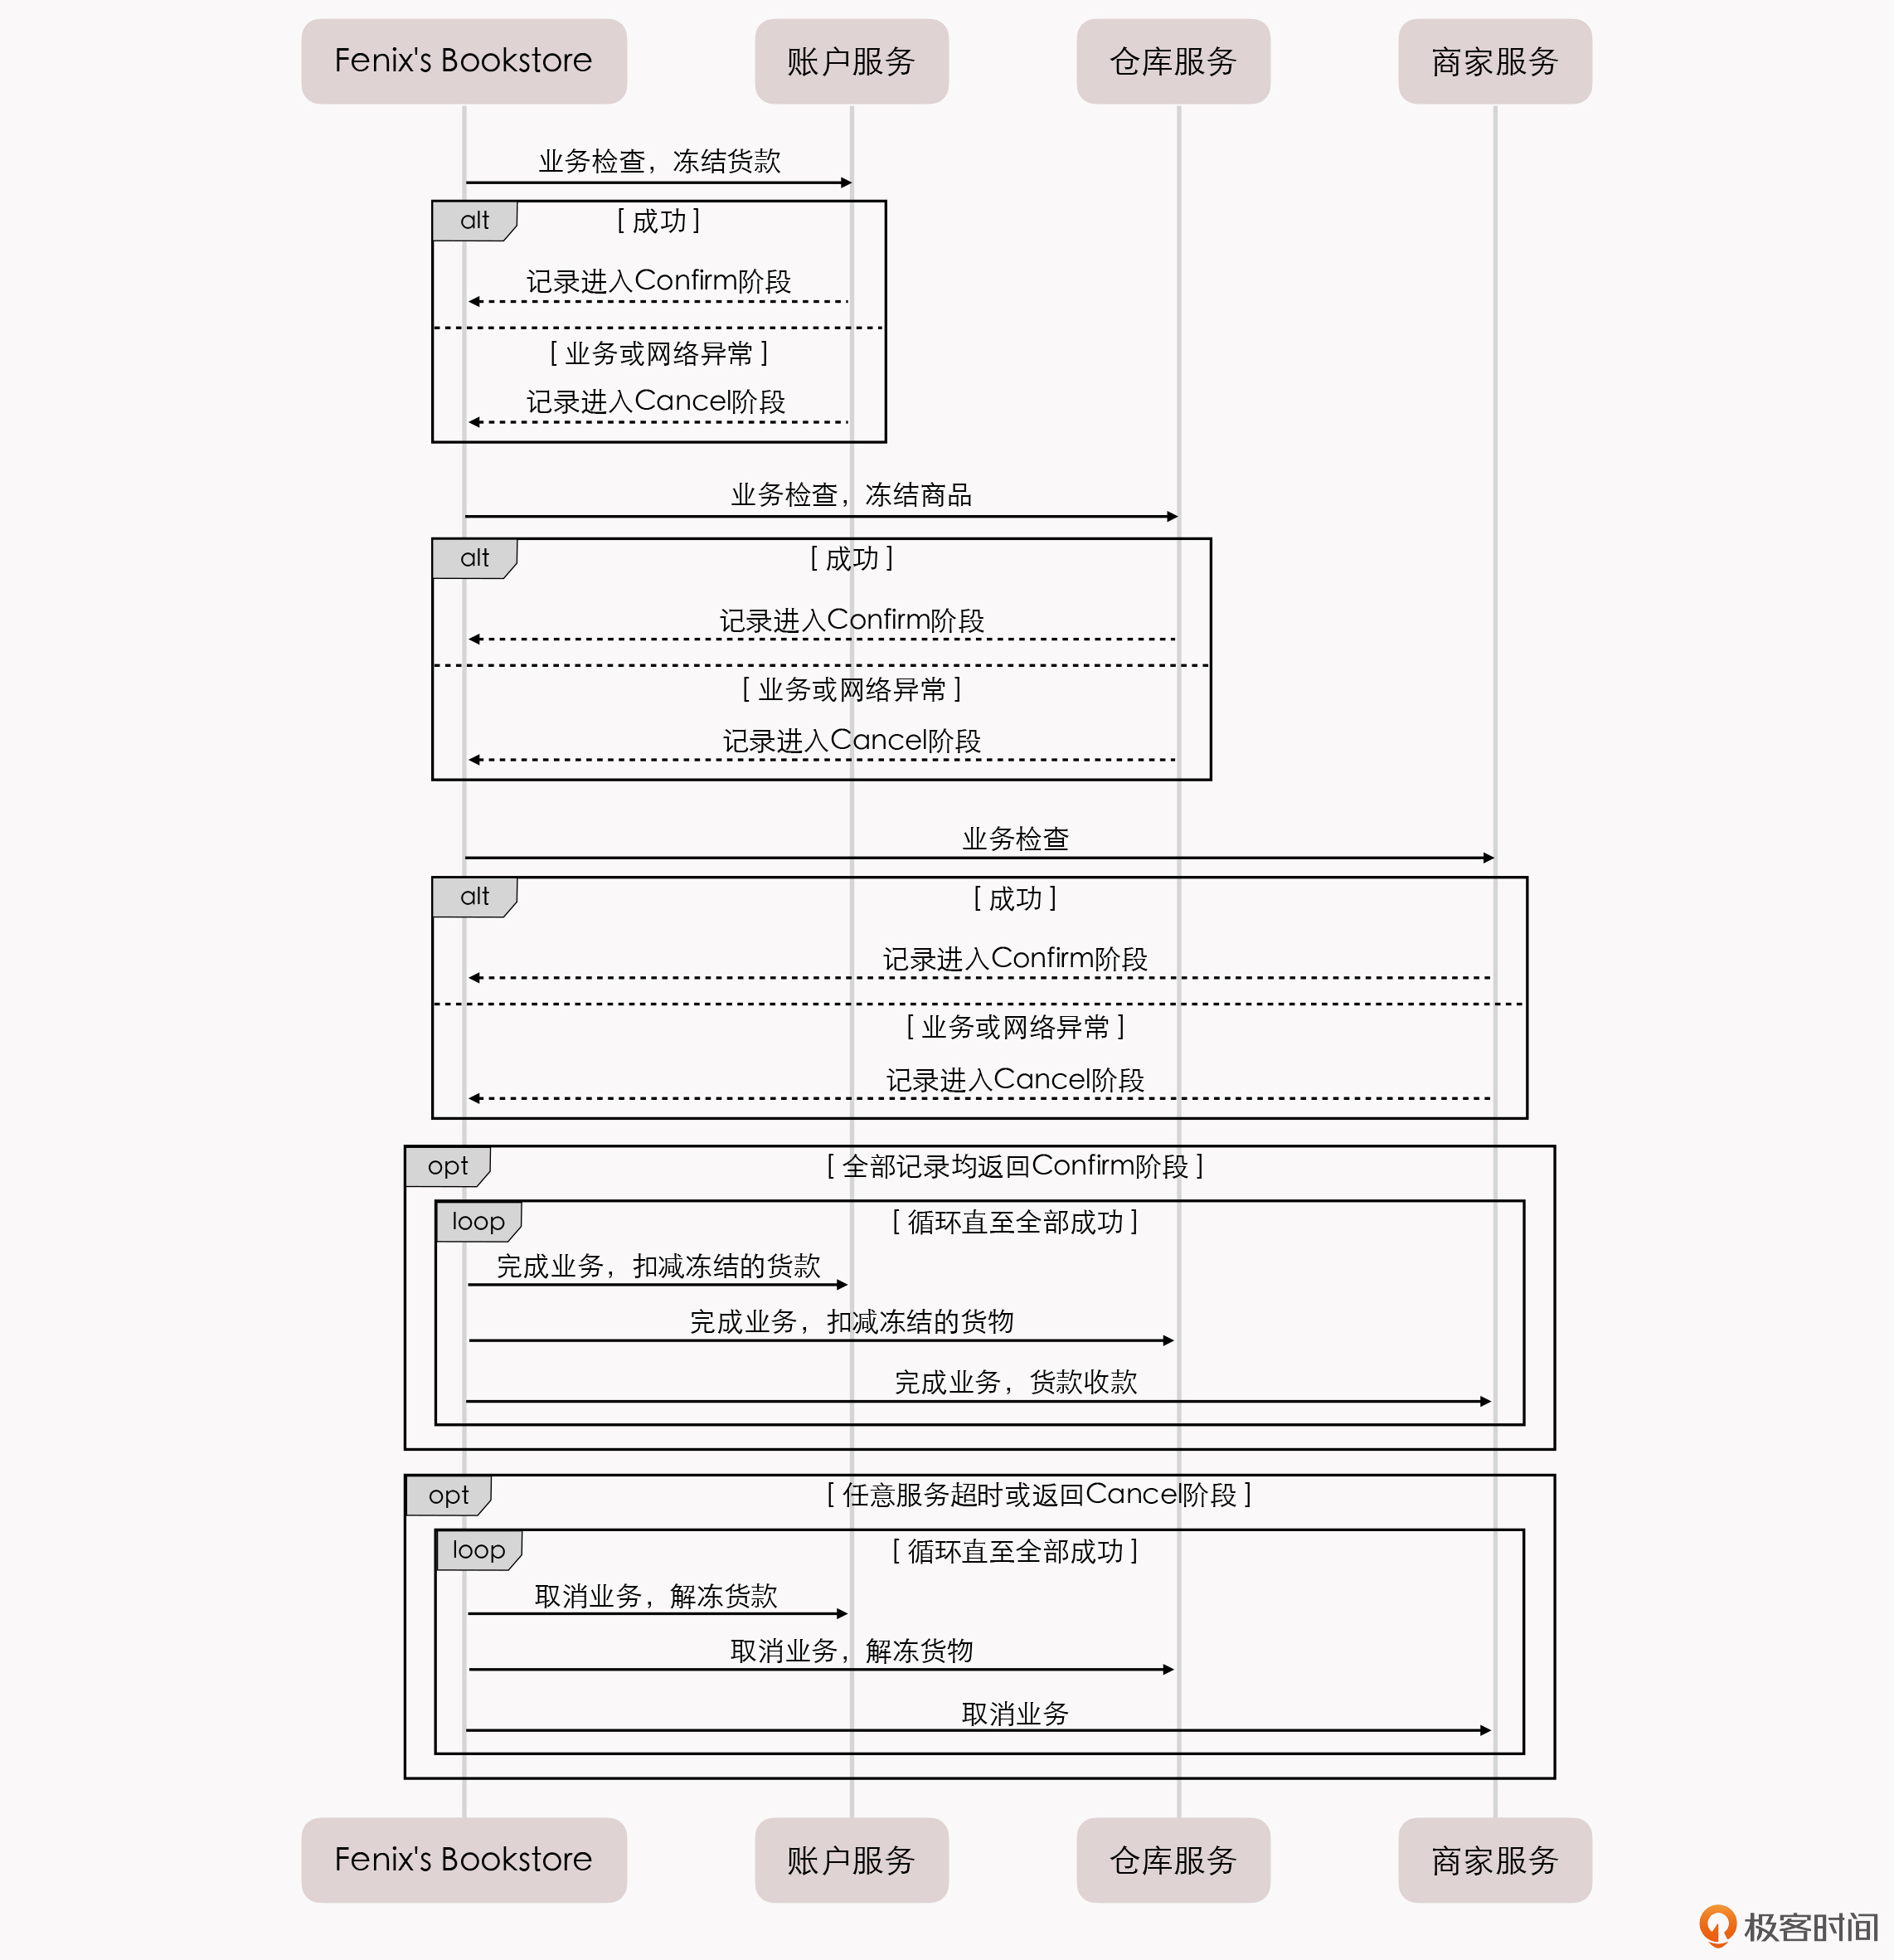 Fenix's Bookstore
账户服务
仓库服务
商家服务
业务检查，冻结货款
alt
[ 成功 ]
记录进入Confirm阶段
[ 业务或网络异常 ]
记录进入Cancel阶段
业务检查，冻结商品
alt
[ 成功 ]
记录进入Confirm阶段
[ 业务或网络异常 ]
记录进入Cancel阶段
业务检查
alt
[ 成功 ]
记录进入Confirm阶段
[ 业务或网络异常 ]
记录进入Cancel阶段
opt
[ 全部记录均返回Confirm阶段 ]
loop
[ 循环直至全部成功 ]
完成业务，扣减冻结的货款
完成业务，扣减冻结的货物
完成业务，货款收款
opt
[ 任意服务超时或返回Cancel阶段 ]
loop
[ 循环直至全部成功 ]
取消业务，解冻货款
取消业务，解冻货物
取消业务
Fenix's Bookstore
账户服务
仓库服务
商家服务
极客时间